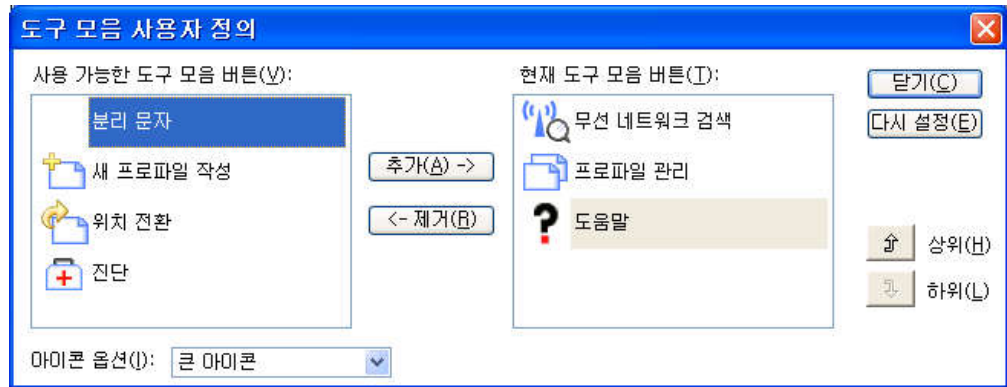 도구 모음 사용자 정의
사용 가능한 도구 모음 버튼(V):
분리 문자
새 프로파일 작성
위치 전환
진단
추가(A) ->
<- 제거(R)
현재 도구 모음 버튼(T):
무선 네트워크 검색
프로파일 관리
도움말
닫기(C)
다시 설정(E)
상위(H)
하위(L)
아이콘 옵션(I): 큰 아이콘